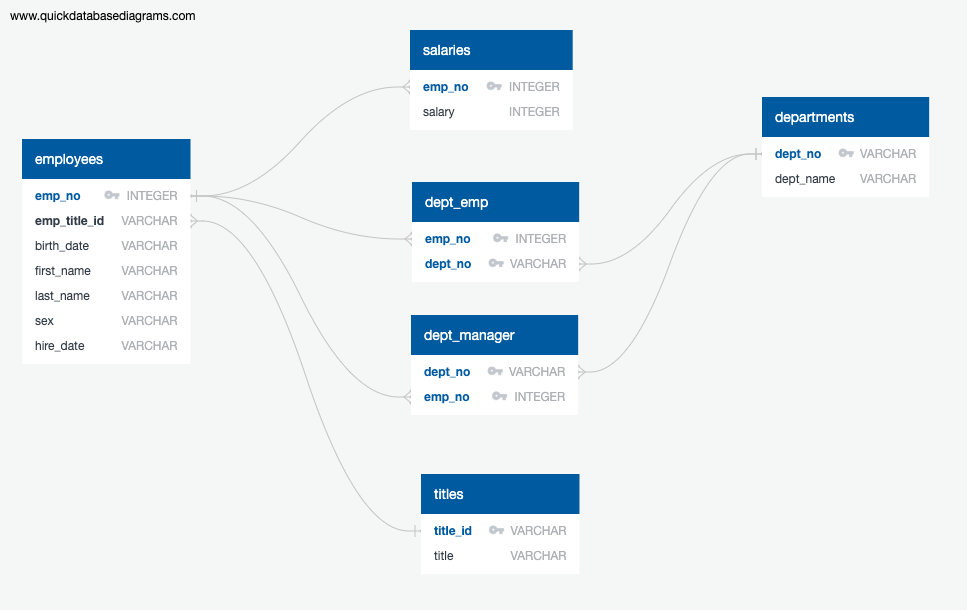 www.quickdatabasediagrams.com
employees
emp_no INTEGER
emp_title_id VARCHAR
birth_date VARCHAR
first_name VARCHAR
last_name VARCHAR
sex VARCHAR
hire_date VARCHAR
salaries
emp_no INTEGER
salary INTEGER
dept_emp
emp_no INTEGER
dept_no VARCHAR
dept_manager
dept_no VARCHAR
emp_no INTEGER
titles
title_id VARCHAR
title VARCHAR
departments
dept_no VARCHAR
dept_name VARCHAR